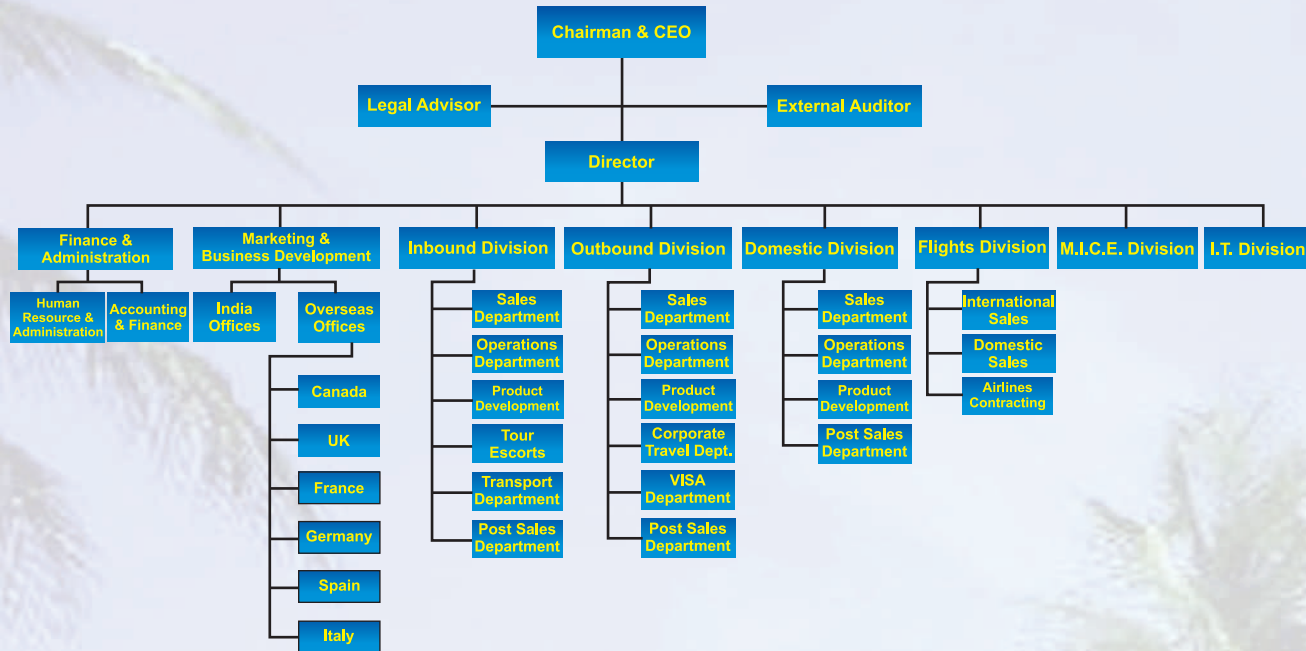 Chairman & CEO
Legal Advisor
External Auditor
Director
Finance &
Administration
Marketing &
Business Development
Inbound Division
Outbound Division
Domestic Division
Flights Division
M.I.C.E. Division
I.T. Division
Human
Resource &
Administration
Accounting
& Finance
India
Offices
Overseas
Offices
Canada
UK
France
Germany
Spain
Italy
Sales
Department
Operations
Department
Product
Development
Tour
Escorts
Transport
Department
Post Sales
Department
Sales
Department
Operations
Department
Product
Development
Corporate
Travel Dept.
VISA
Department
Post Sales
Department
Sales
Department
Operations
Department
Product
Development
Post Sales
Department
International
Sales
Domestic
Sales
Airlines
Contracting